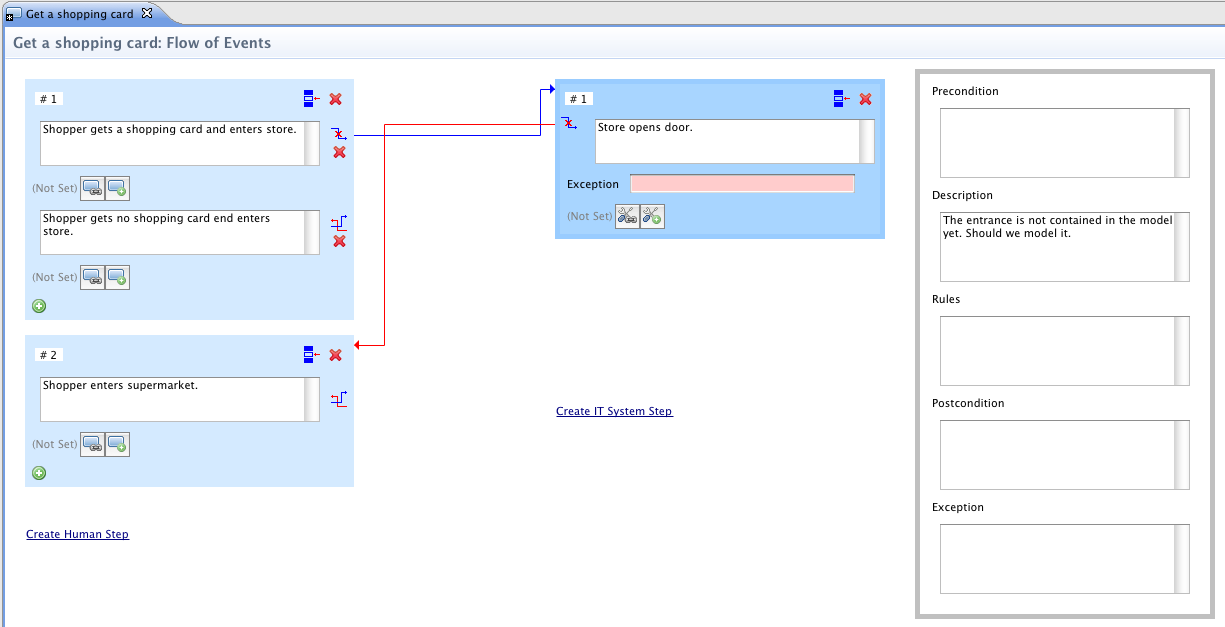 Get a shopping card
Get a shopping card: Flow of Events
# 1
Shopper gets a shopping card and enters store.
(Not Set)
Shopper gets no shopping card end enters
store.
(Not Set)
# 2
Shopper enters supermarket.
(Not Set)
Create Human Step
# 1
Store opens door.
Exception
(Not Set)
Create IT System Step
Precondition
Description
The entrance is not contained in the model
yet. Should we model it.
Rules
Postcondition
Exception